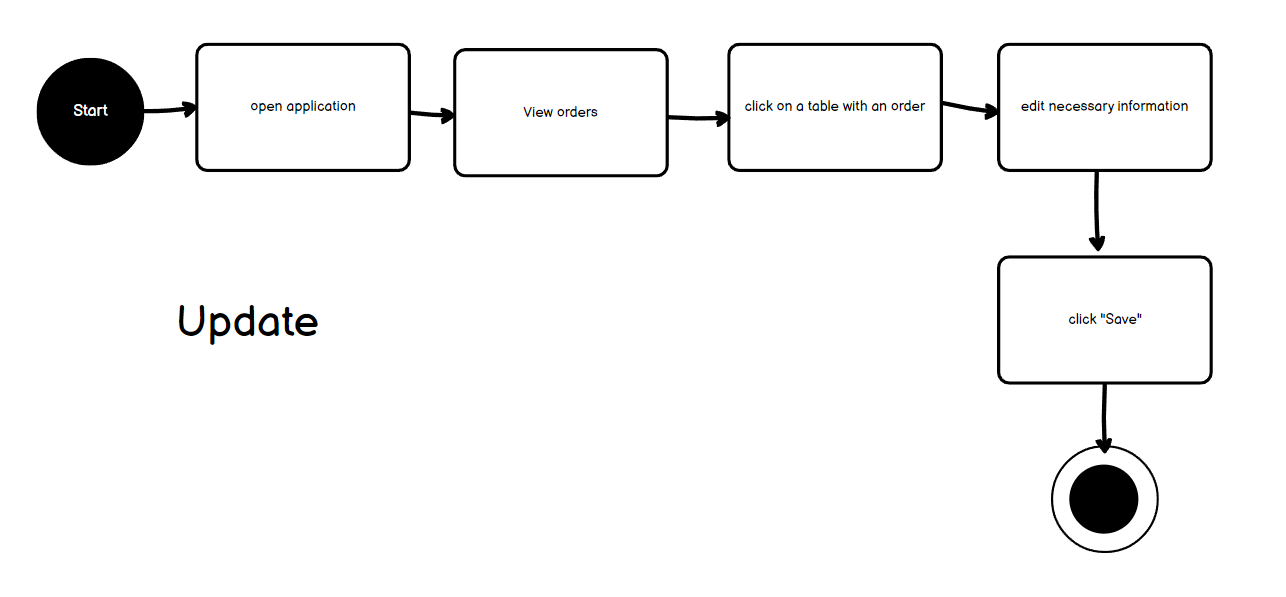 Start
open application
View orders
click on a table with an order
edit necessary information
click "Save"
Update